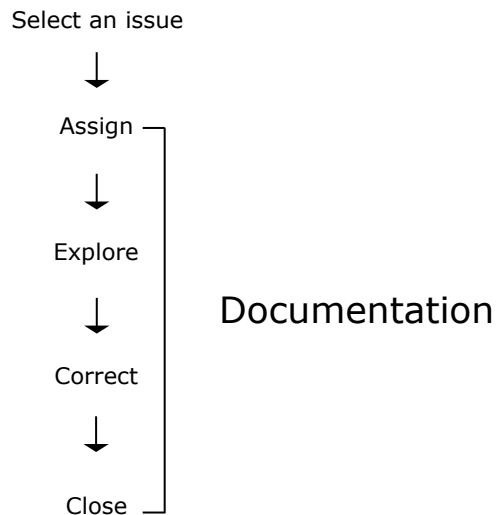 Select an issue
Assign
Explore
Documentation
Correct
Close